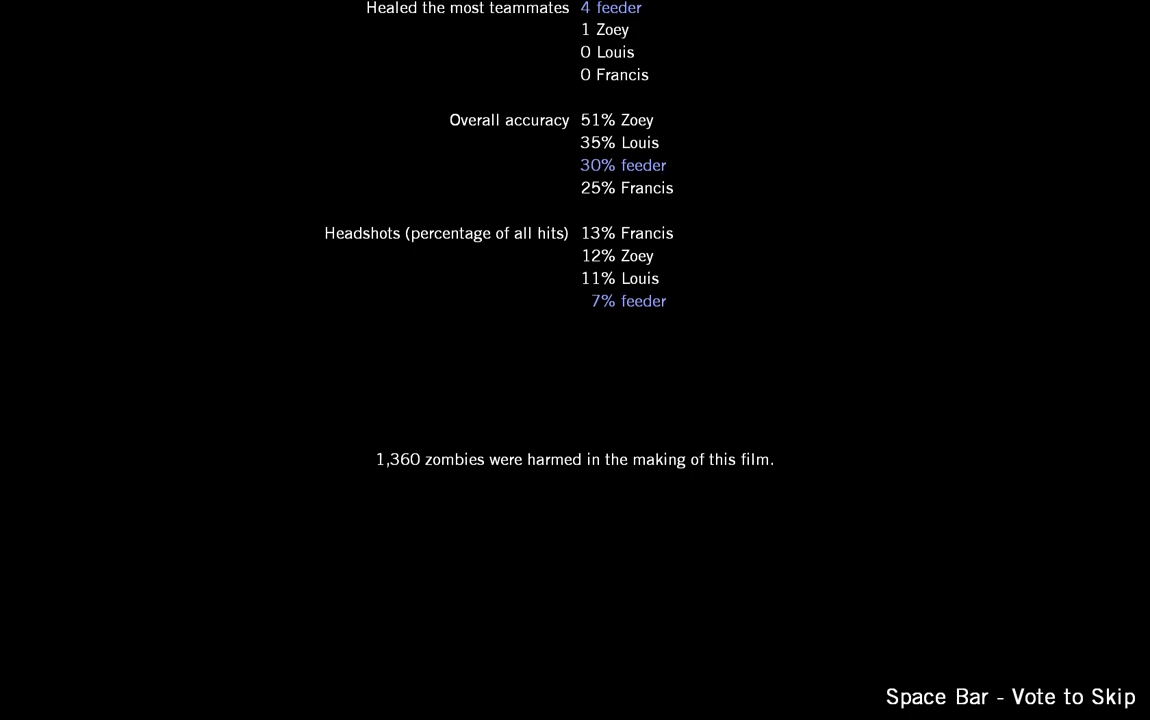 Healed the most teammates 4 feeder
1 Zoey
0 Louis
0 Francis
Overall accuracy 51% Zoey
35% Louis
30% feeder
25% Francis
Headshots (percentage of all hits) 13% Francis
12% Zoey
11% Louis
7% feeder
1,360 zombies were harmed in the making of this film.
Space Bar - Vote to Skip